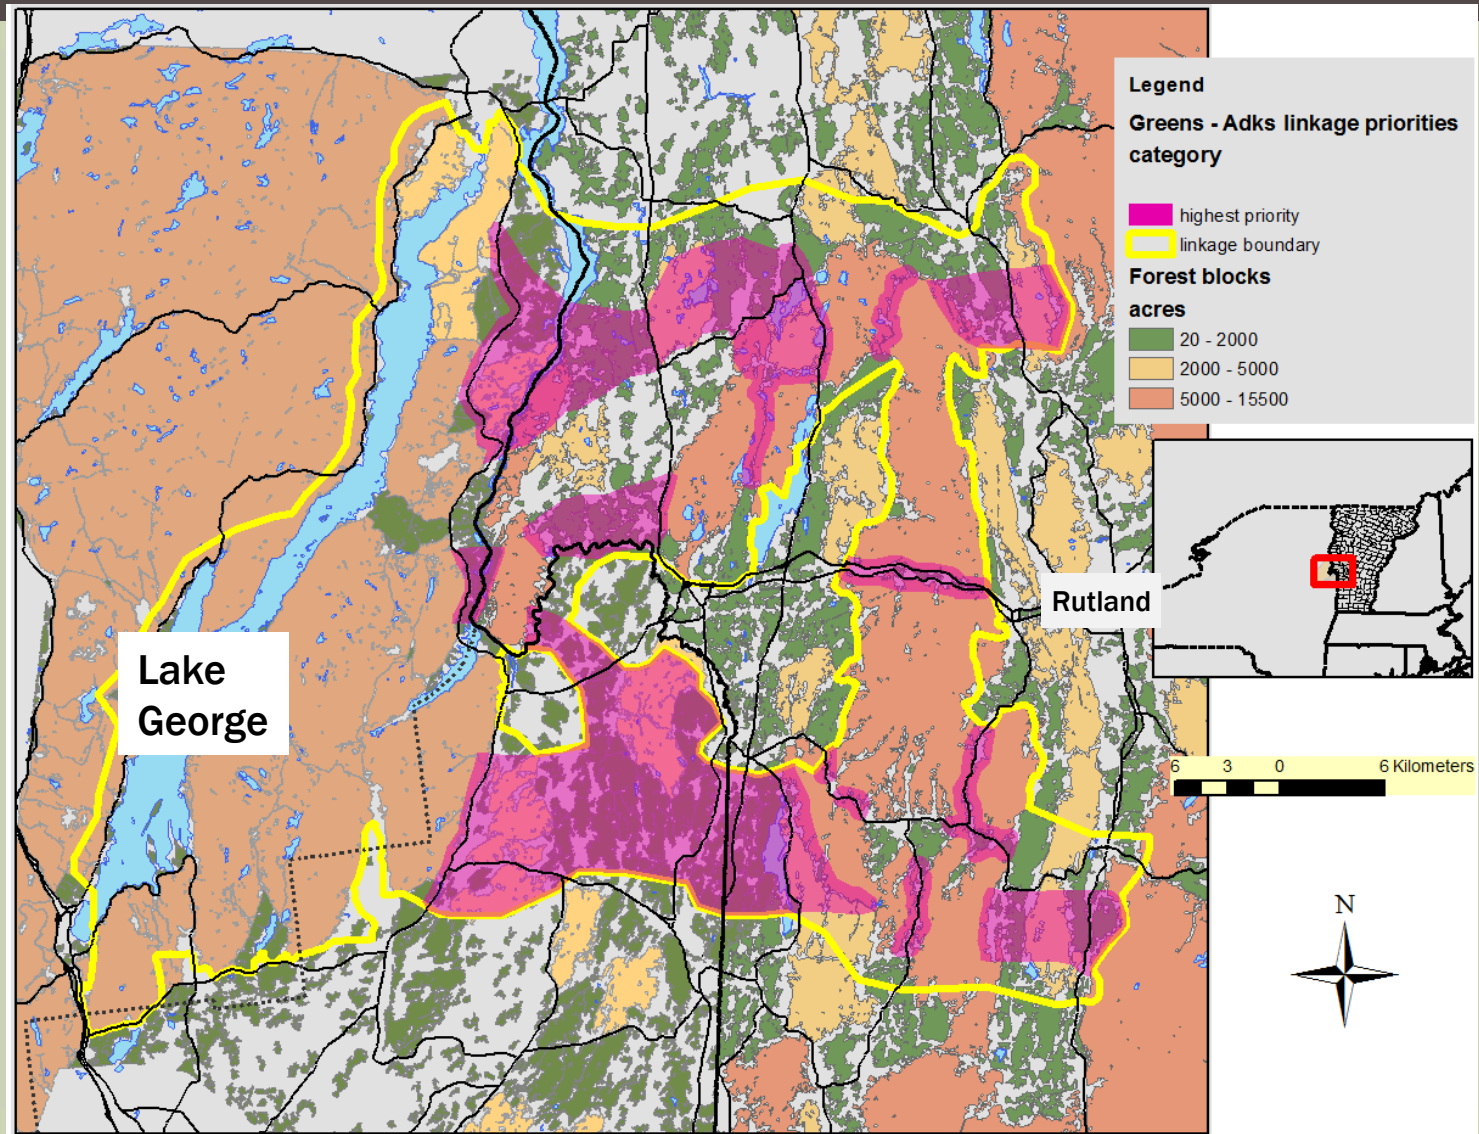 Legend
Greens - Adks linkage priorities
category
highest priority
linkage boundary
Forest blocks
acres
20 - 2000
2000 - 5000
5000 - 15500
Rutland
Lake
George
6 3 0 6 Kilometers
N